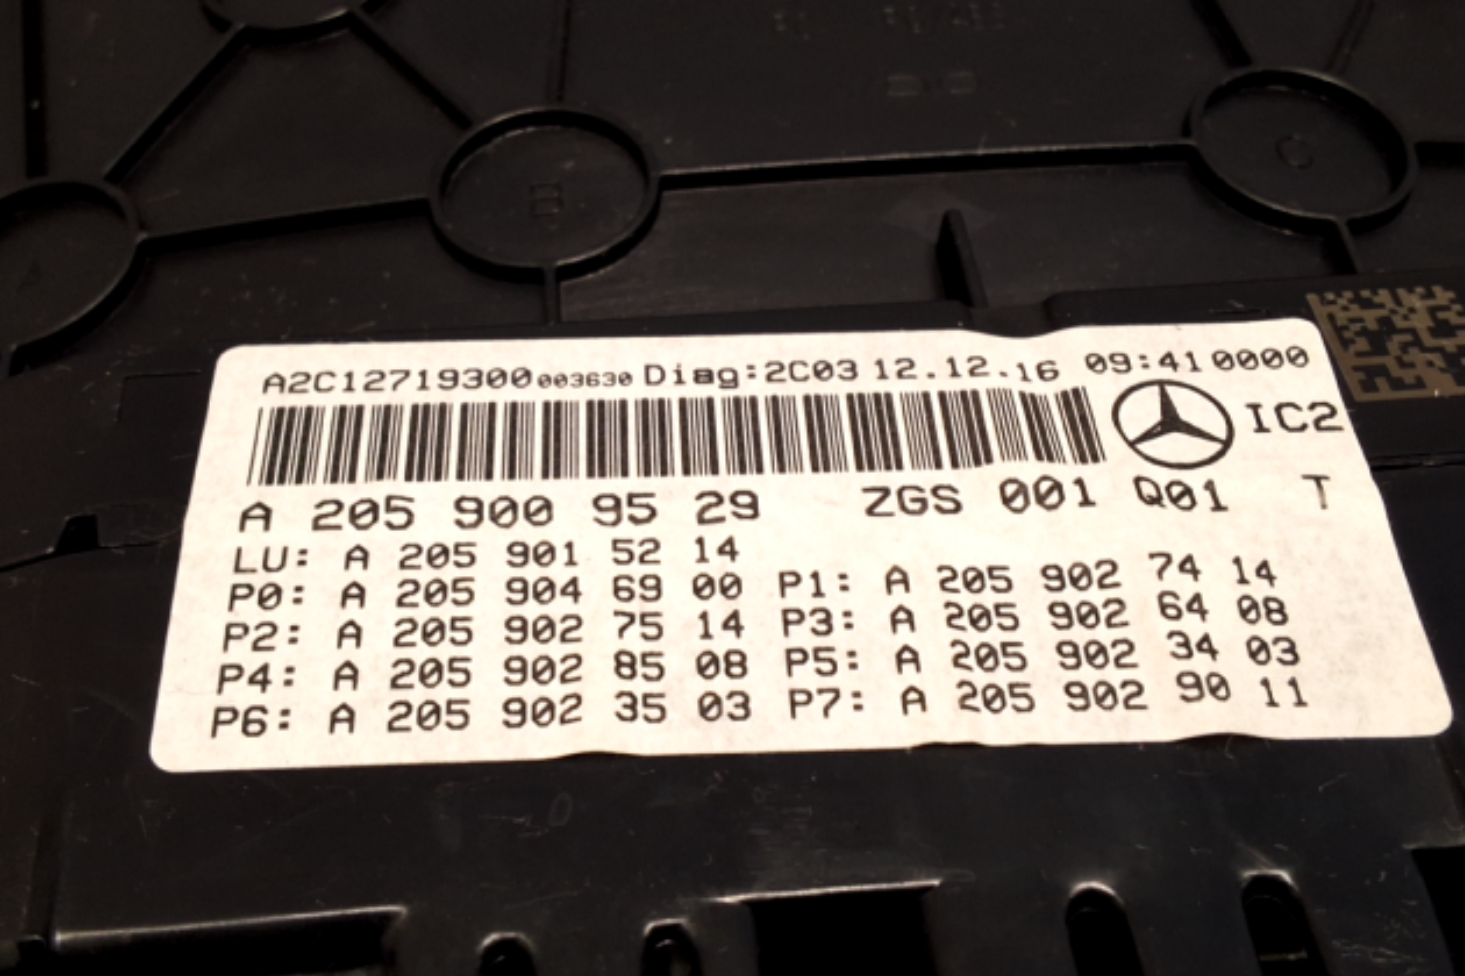 A2C12719300003630 Diag:2C03 12.12.16 09:410000
IC2
A 205 900 95 29 ZGS 001 Q01 T
LU: A 205 901 52 14
P0: A 205 904 69 00 P1: A 205 902 74 14
P2: A 205 902 75 14 P3: A 205 902 64 08
P4: A 205 902 85 08 P5: A 205 902 34 03
P6: A 205 902 35 03 P7: A 205 902 90 11